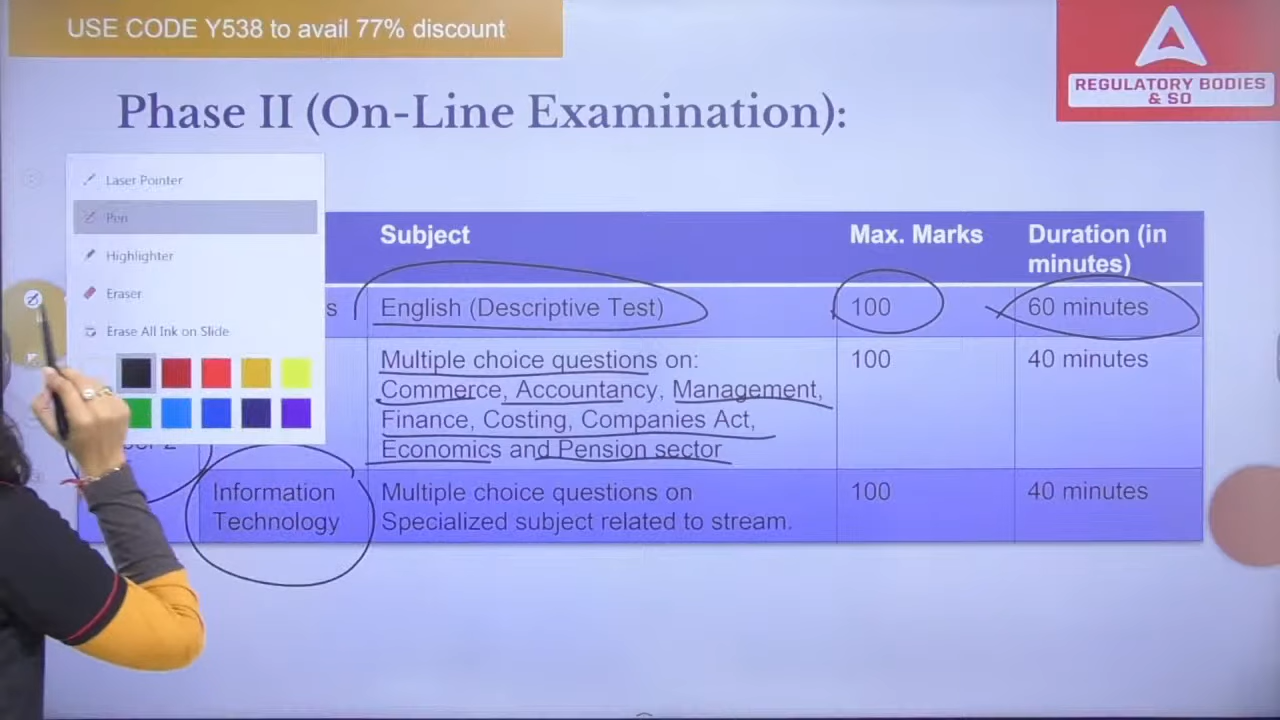 USE CODE Y538 to avail 77% discount
REGULATORY BODIES
& SO
Phase II (On-Line Examination):
Laser Pointer
Pen
Highlighter
Eraser
Erase All Ink on Slide
Subject
Max. Marks
Duration (in
minutes)
s
English (Descriptive Test)
100
60 minutes
Multiple choice questions on:
Commerce, Accountancy, Management,
Finance, Costing, Companies Act,
Economics and Pension sector
100
40 minutes
Information
Technology
Multiple choice questions on
Specialized subject related to stream.
100
40 minutes